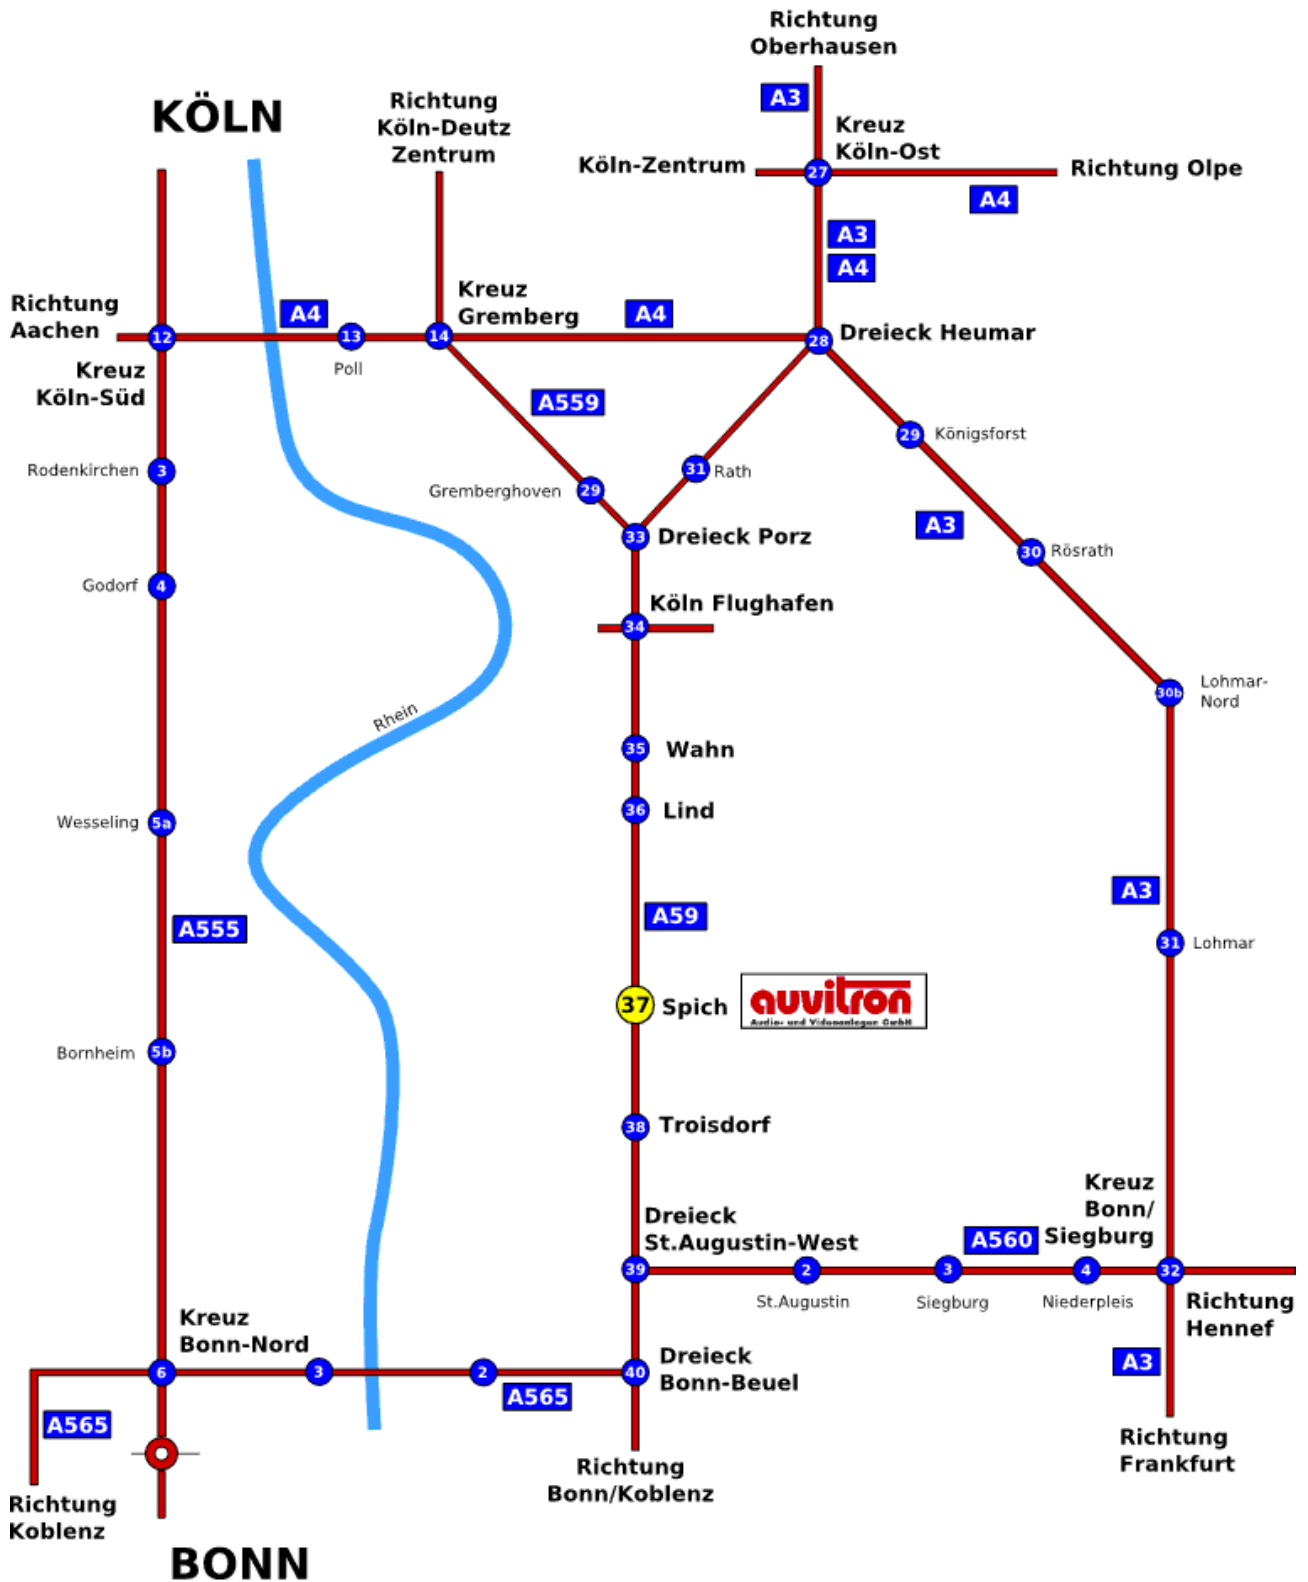 Richtung
Oberhausen
A3
KÖLN
Richtung
Köln-Deutz
Zentrum
Kreuz
Köln-Ost
Köln-Zentrum
27
Richtung Olpe
A4
A3
A4
Richtung
Aachen
A4
Kreuz
Gremberg
A4
12
13
14
28
Dreieck Heumar
Poll
Kreuz
Köln-Süd
A559
29
Königsforst
Rodenkirchen
3
31
Rath
Gremberghoven
29
A3
33
Dreieck Porz
30
Rösrath
Godorf
4
Köln Flughafen
34
30b
Lohmar-
Nord
Rhein
35
Wahn
36
Lind
Wesseling
5a
A3
A555
A59
31
Lohmar
37
Spich
auvitron
Audio- und Videoanlagen GmbH
Bornheim
5b
38
Troisdorf
Kreuz
Bonn/
Siegburg
Dreieck
St.Augustin-West
A560
39
2
3
4
32
St.Augustin
Siegburg
Niederpleis
Richtung
Hennef
Kreuz
Bonn-Nord
6
3
2
40
Dreieck
Bonn-Beuel
A3
A565
A565
Richtung
Frankfurt
Richtung
Bonn/Koblenz
Richtung
Koblenz
BONN